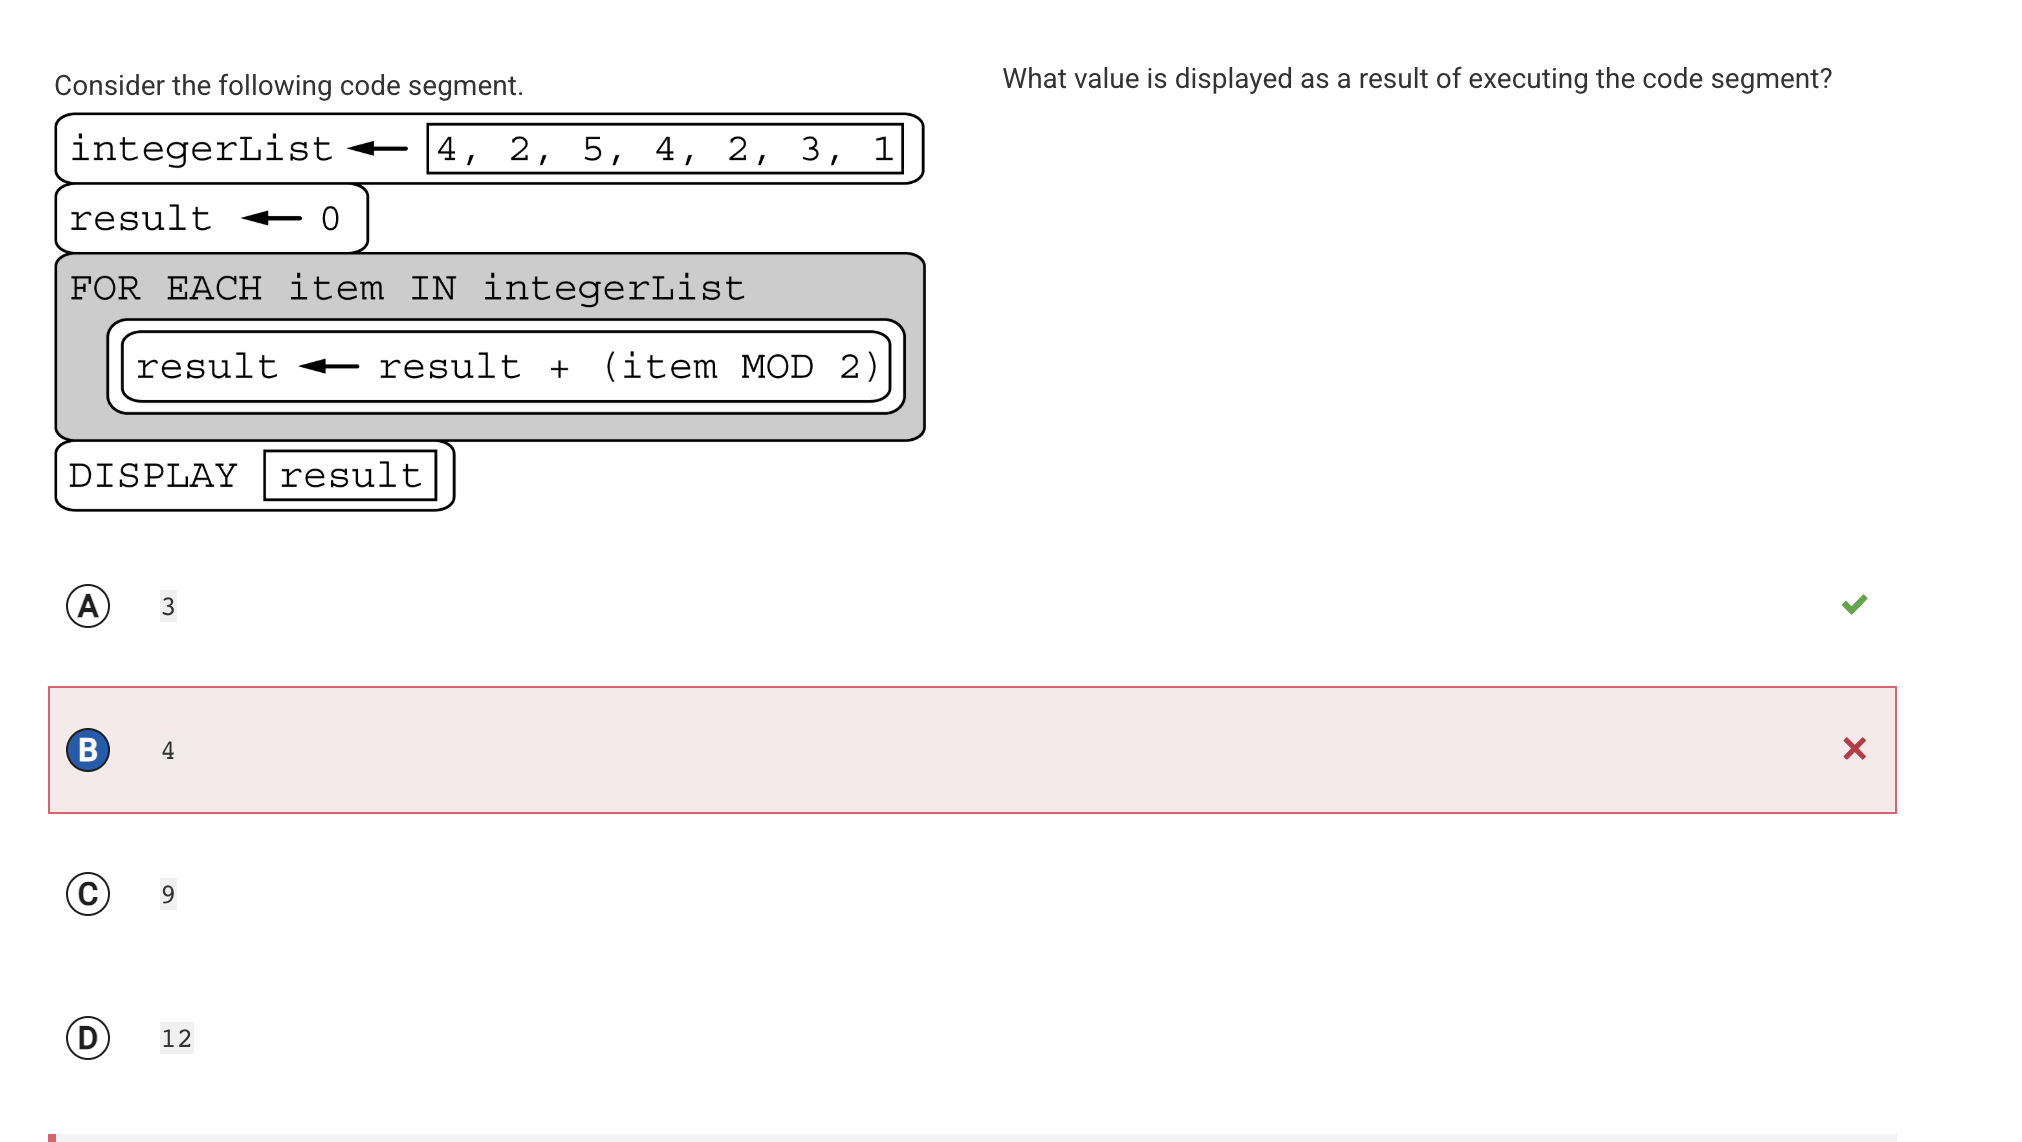 Consider the following code segment.
integerList ← 4, 2, 5, 4, 2, 3, 1
result ← 0
FOR EACH item IN integerList
result ← result + (item MOD 2)
DISPLAY result
What value is displayed as a result of executing the code segment?
A 3
B 4
C 9
D 12